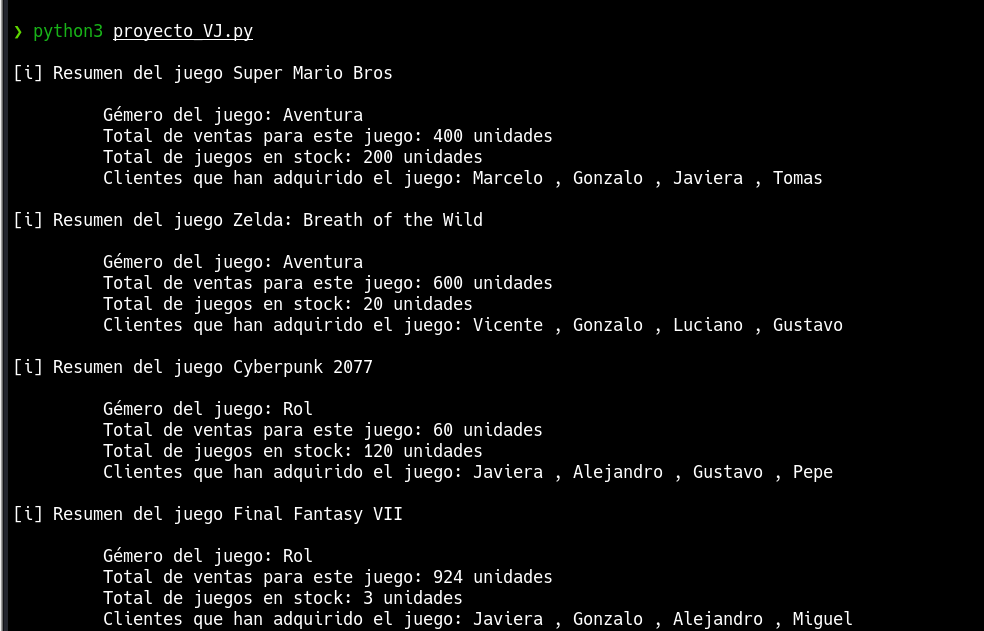 ❯ python3 proyecto_VJ.py
[i] Resumen del juego Super Mario Bros
Gémero del juego: Aventura
Total de ventas para este juego: 400 unidades
Total de juegos en stock: 200 unidades
Clientes que han adquirido el juego: Marcelo , Gonzalo , Javiera , Tomas
[i] Resumen del juego Zelda: Breath of the Wild
Gémero del juego: Aventura
Total de ventas para este juego: 600 unidades
Total de juegos en stock: 20 unidades
Clientes que han adquirido el juego: Vicente , Gonzalo , Luciano , Gustavo
[i] Resumen del juego Cyberpunk 2077
Gémero del juego: Rol
Total de ventas para este juego: 60 unidades
Total de juegos en stock: 120 unidades
Clientes que han adquirido el juego: Javiera , Alejandro , Gustavo , Pepe
[i] Resumen del juego Final Fantasy VII
Gémero del juego: Rol
Total de ventas para este juego: 924 unidades
Total de juegos en stock: 3 unidades
Clientes que han adquirido el juego: Javiera , Gonzalo , Alejandro , Miguel